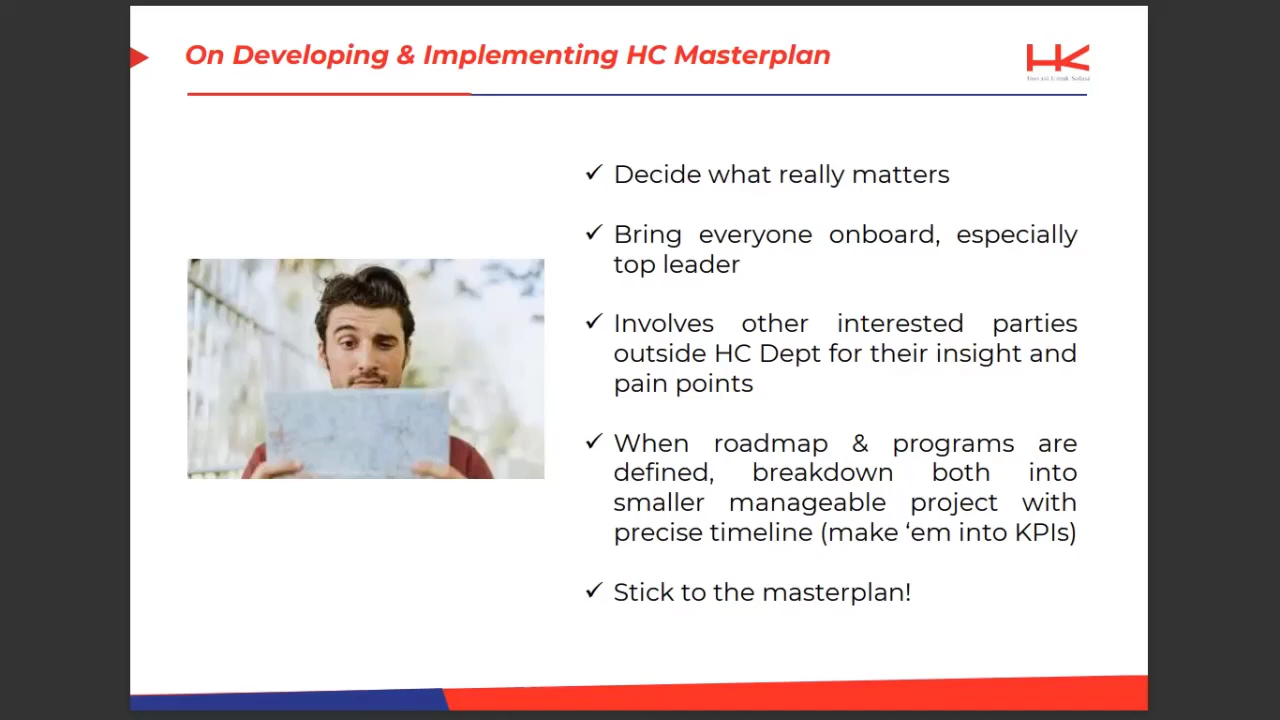 On Developing & Implementing HC Masterplan
HK
✓ Decide what really matters
✓ Bring everyone onboard, especially
top leader
✓ Involves other interested parties
outside HC Dept for their insight and
pain points
✓ When roadmap & programs are
defined, breakdown both into
smaller manageable project with
precise timeline (make ‘em into KPIs)
✓ Stick to the masterplan!